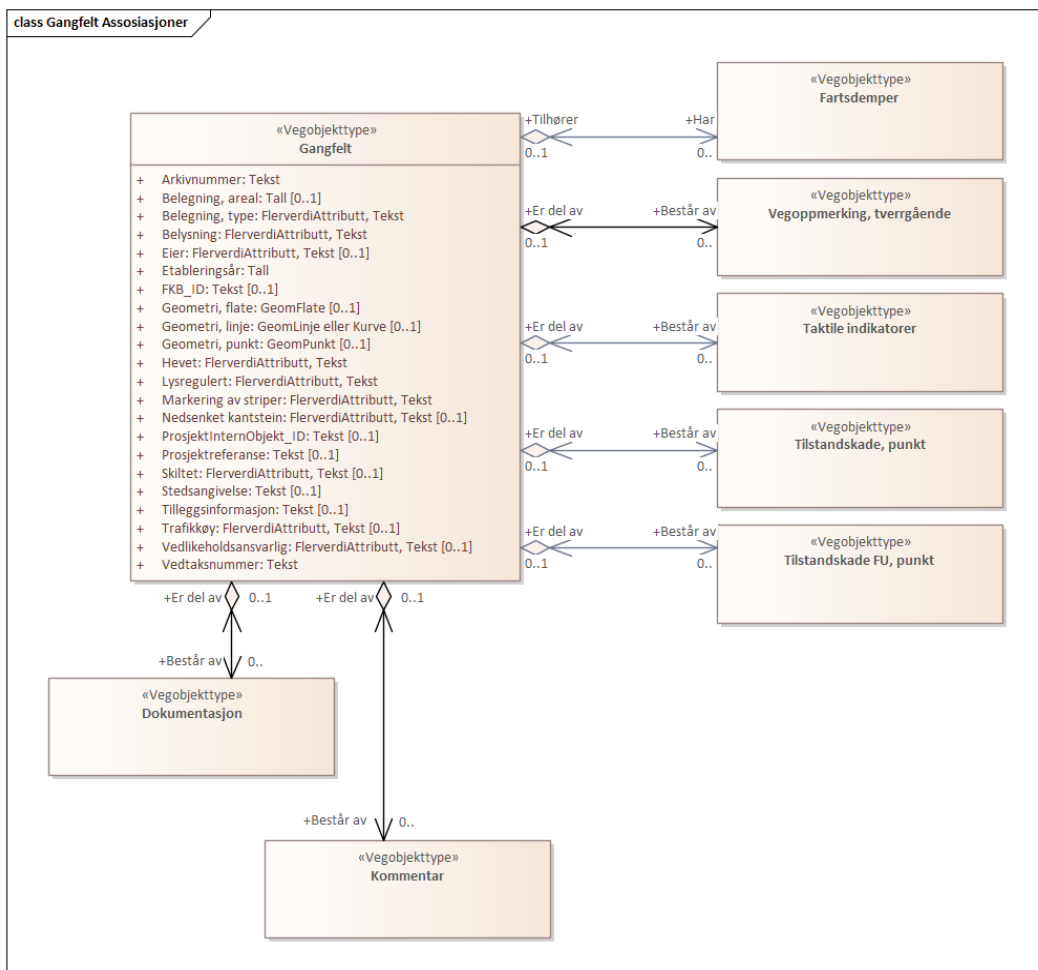 class Gangfelt Assosiasjoner
«Vegobjekttype»
Gangfelt
+ Arkivnummer: Tekst
+ Belegning, areal: Tall [0..1]
+ Belegning, type: FlerverdiAttributt, Tekst
+ Belysning: FlerverdiAttributt, Tekst
+ Eier: FlerverdiAttributt, Tekst [0..1]
+ Etableringsår: Tall
+ FKB_ID: Tekst [0..1]
+ Geometri, flate: GeomFlate [0..1]
+ Geometri, linje: GeomLinje eller Kurve [0..1]
+ Geometri, punkt: GeomPunkt [0..1]
+ Hevet: FlerverdiAttributt, Tekst
+ Lysregulert: FlerverdiAttributt, Tekst
+ Markering av striper: FlerverdiAttributt, Tekst
+ Nedsenket kantstein: FlerverdiAttributt, Tekst [0..1]
+ ProsjektInternObjekt_ID: Tekst [0..1]
+ Prosjektreferanse: Tekst [0..1]
+ Skiltet: FlerverdiAttributt, Tekst [0..1]
+ Stedsangivelse: Tekst [0..1]
+ Tilleggsinformasjon: Tekst [0..1]
+ Trafikkøy: FlerverdiAttributt, Tekst [0..1]
+ Vedlikeholdsansvarlig: FlerverdiAttributt, Tekst [0..1]
+ Vedtaksnummer: Tekst
+Tilhører +Har
0..1 0..
«Vegobjekttype»
Fartsdemper
+Er del av +Består av
0..1 0..
«Vegobjekttype»
Vegoppmerking, tverrgående
+Er del av +Består av
0..1 0..
«Vegobjekttype»
Taktile indikatorer
+Er del av +Består av
0..1 0..
«Vegobjekttype»
Tilstandskade, punkt
+Er del av +Består av
0..1 0..
«Vegobjekttype»
Tilstandskade FU, punkt
+Er del av 0..1
+Består av 0..
«Vegobjekttype»
Dokumentasjon
+Er del av 0..1
+Består av 0..
«Vegobjekttype»
Kommentar